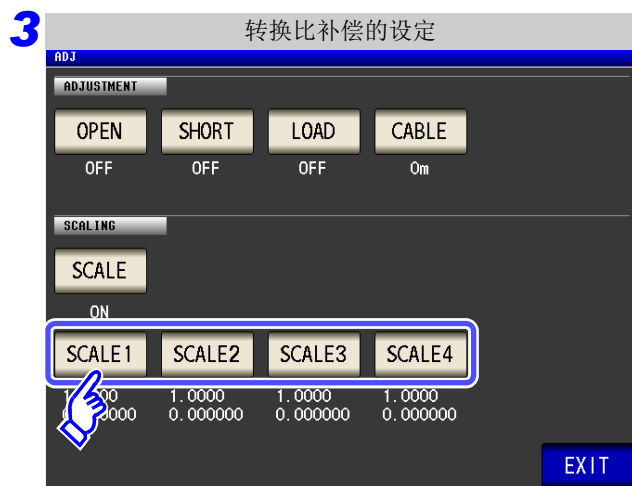 3
转换比补偿的设定
ADJ
ADJUSTMENT
OPEN SHORT LOAD CABLE
OFF OFF OFF 0m
SCALING
SCALE
ON
SCALE1 SCALE2 SCALE3 SCALE4
1.0000 1.0000 1.0000
0.000000 0.000000 0.000000
EXIT